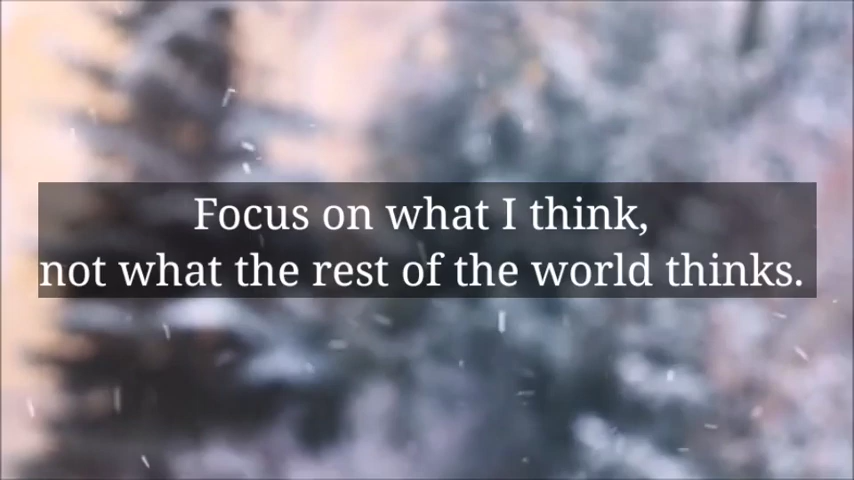 Focus on what I think,
not what the rest of the world thinks.